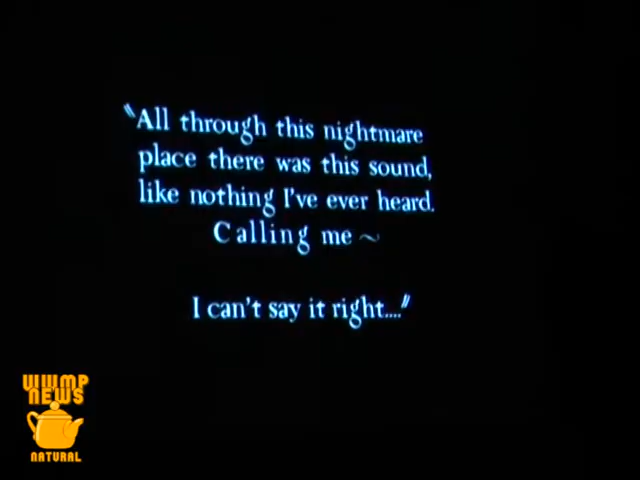 "All through this nightmare
place there was this sound,
like nothing I've ever heard.
Calling me ~
I can't say it right...."
WWMP
NEWS
NATURAL